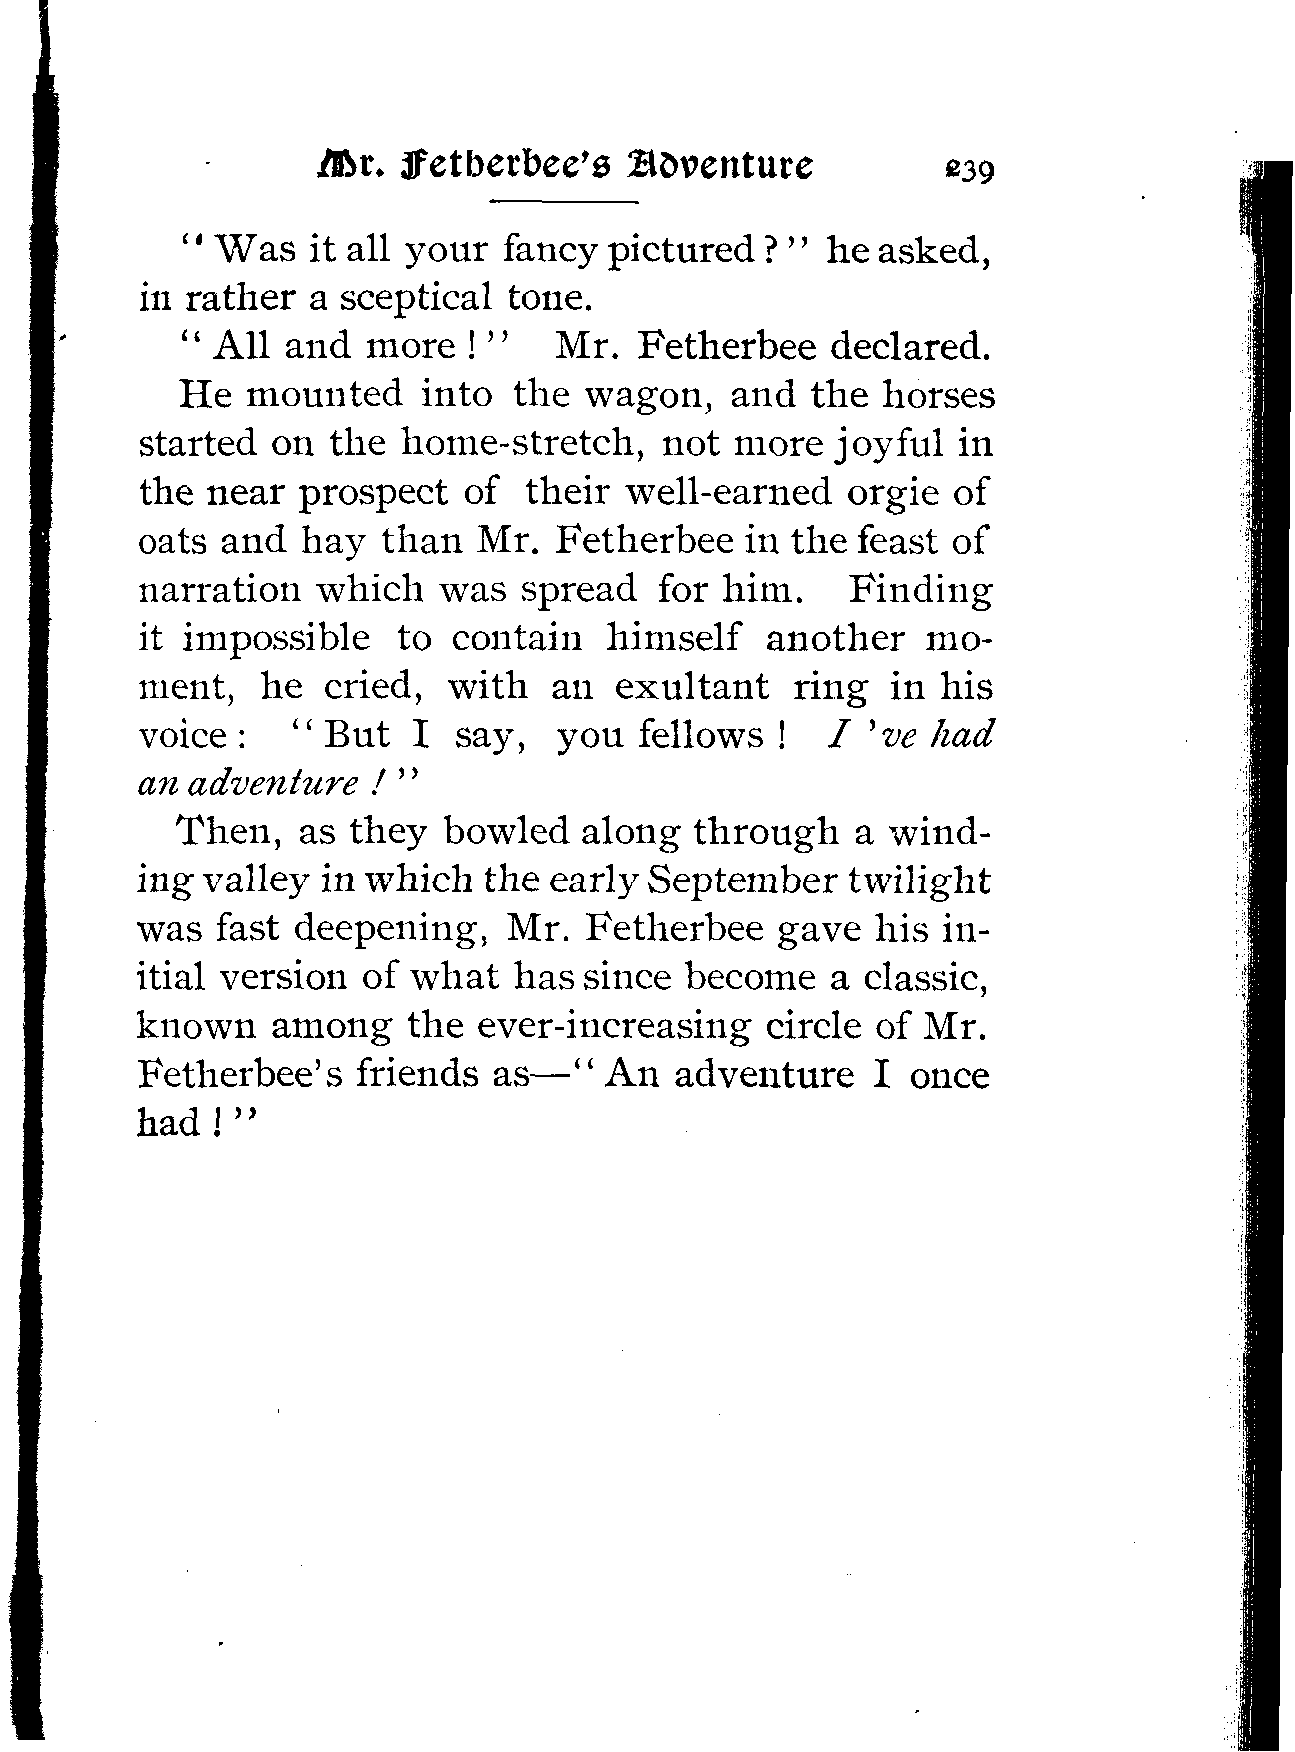 Mr. Fetherbee's Adventure 239
"Was it all your fancy pictured?" he asked,
in rather a sceptical tone.
"All and more!" Mr. Fetherbee declared.
He mounted into the wagon, and the horses
started on the home-stretch, not more joyful in
the near prospect of their well-earned orgie of
oats and hay than Mr. Fetherbee in the feast of
narration which was spread for him. Finding
it impossible to contain himself another mo-
ment, he cried, with an exultant ring in his
voice: "But I say, you fellows! I 've had
an adventure!"
Then, as they bowled along through a wind-
ing valley in which the early September twilight
was fast deepening, Mr. Fetherbee gave his in-
itial version of what has since become a classic,
known among the ever-increasing circle of Mr.
Fetherbee's friends as—"An adventure I once
had!"